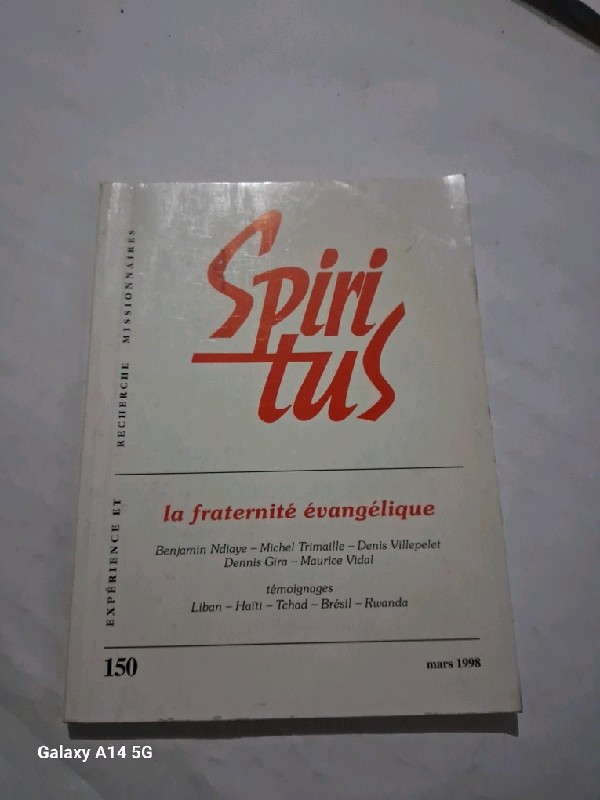 Spiri
tus
EXPÉRIENCE ET RECHERCHE MISSIONNAIRES
la fraternité évangélique
Benjamin Ndiaye – Michel Trimaille – Denis Villepelet
Dennis Gira – Maurice Vidal
témoignages
Liban – Haïti – Tchad – Brésil – Rwanda
150
mars 1998
Galaxy A14 5G